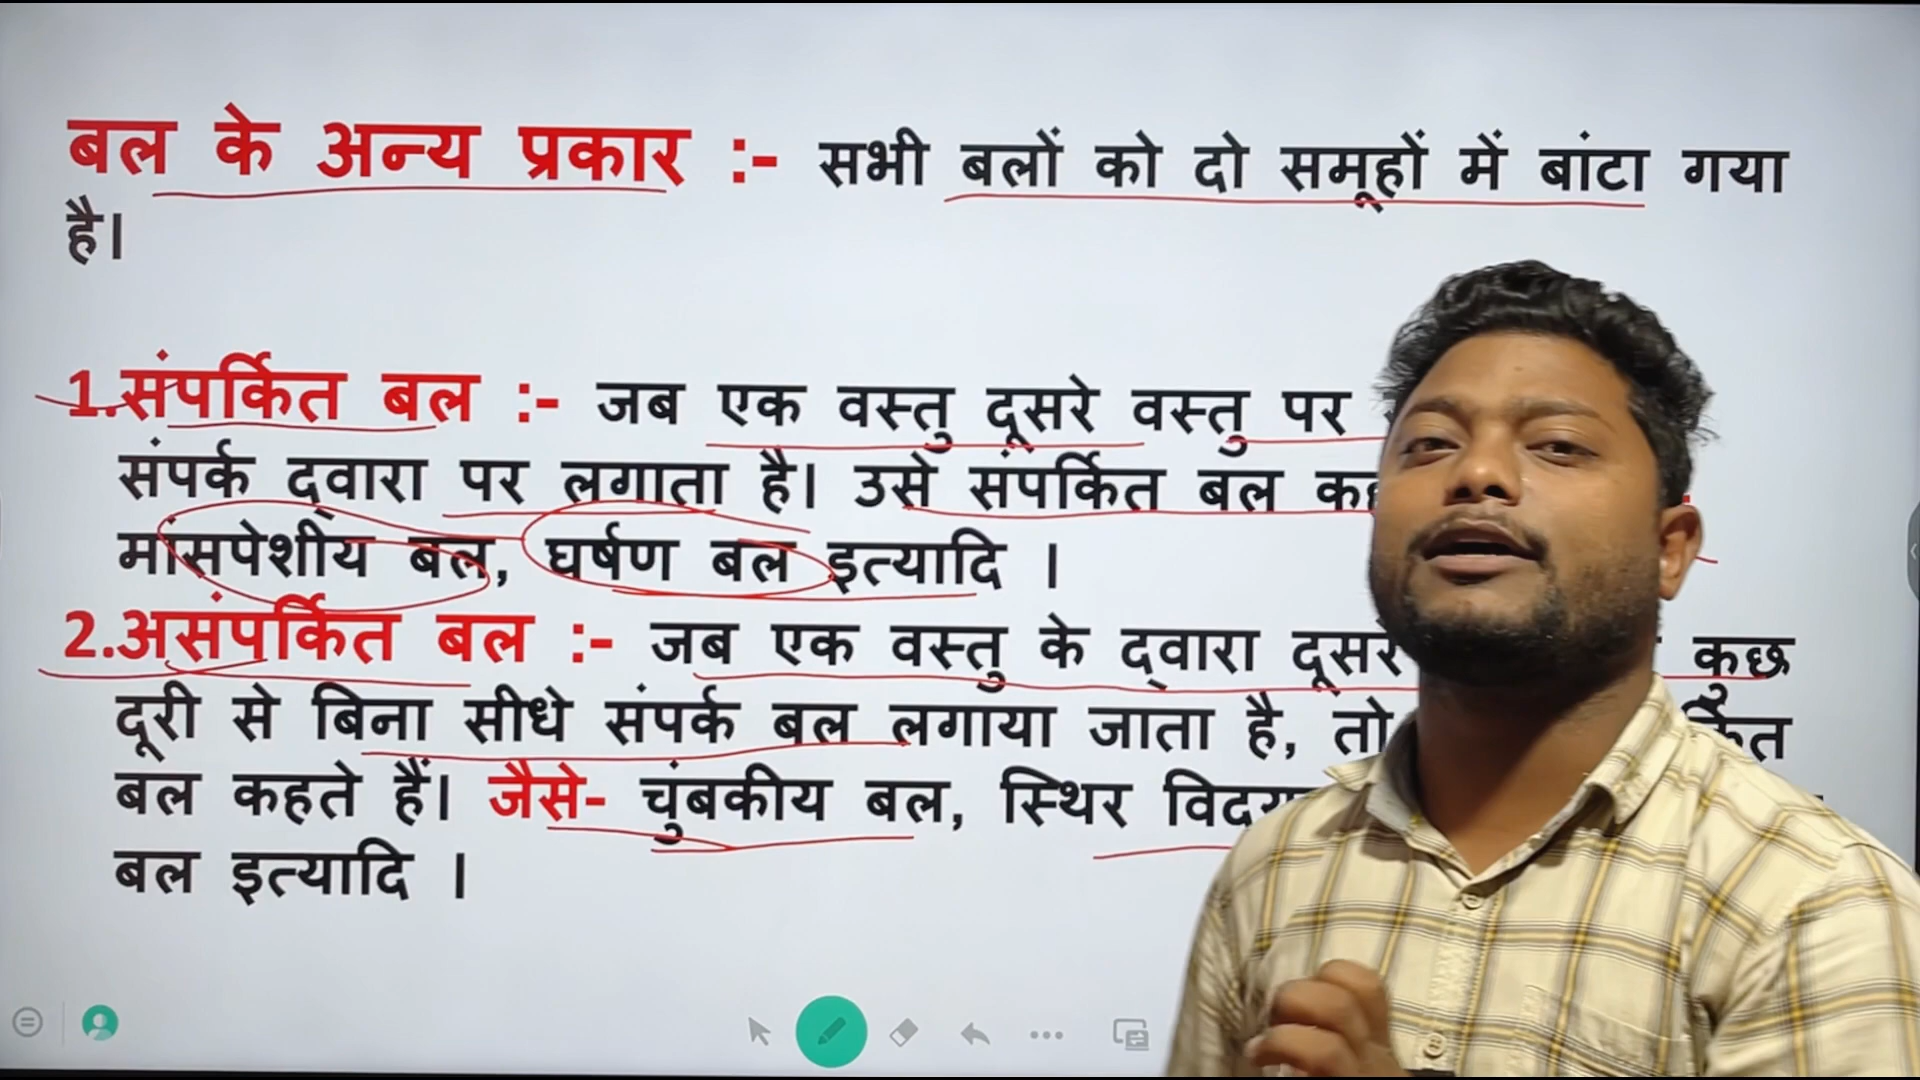 बल के अन्य प्रकार :- सभी बलों को दो समूहों में बांटा गया
है।
1.संपर्कित बल :- जब एक वस्तु दूसरे वस्तु पर
संपर्क द्वारा पर लगाता है। उसे संपर्कित बल
मांसपेशीय बल, घर्षण बल इत्यादि ।
2.असंपर्कित बल :- जब एक वस्तु के द्वारा कुछ
दूरी से बिना सीधे संपर्क बल लगाया जाता है, तो
बल कहते हैं। जैसे- चुंबकीय बल, स्थिर
बल इत्यादि ।